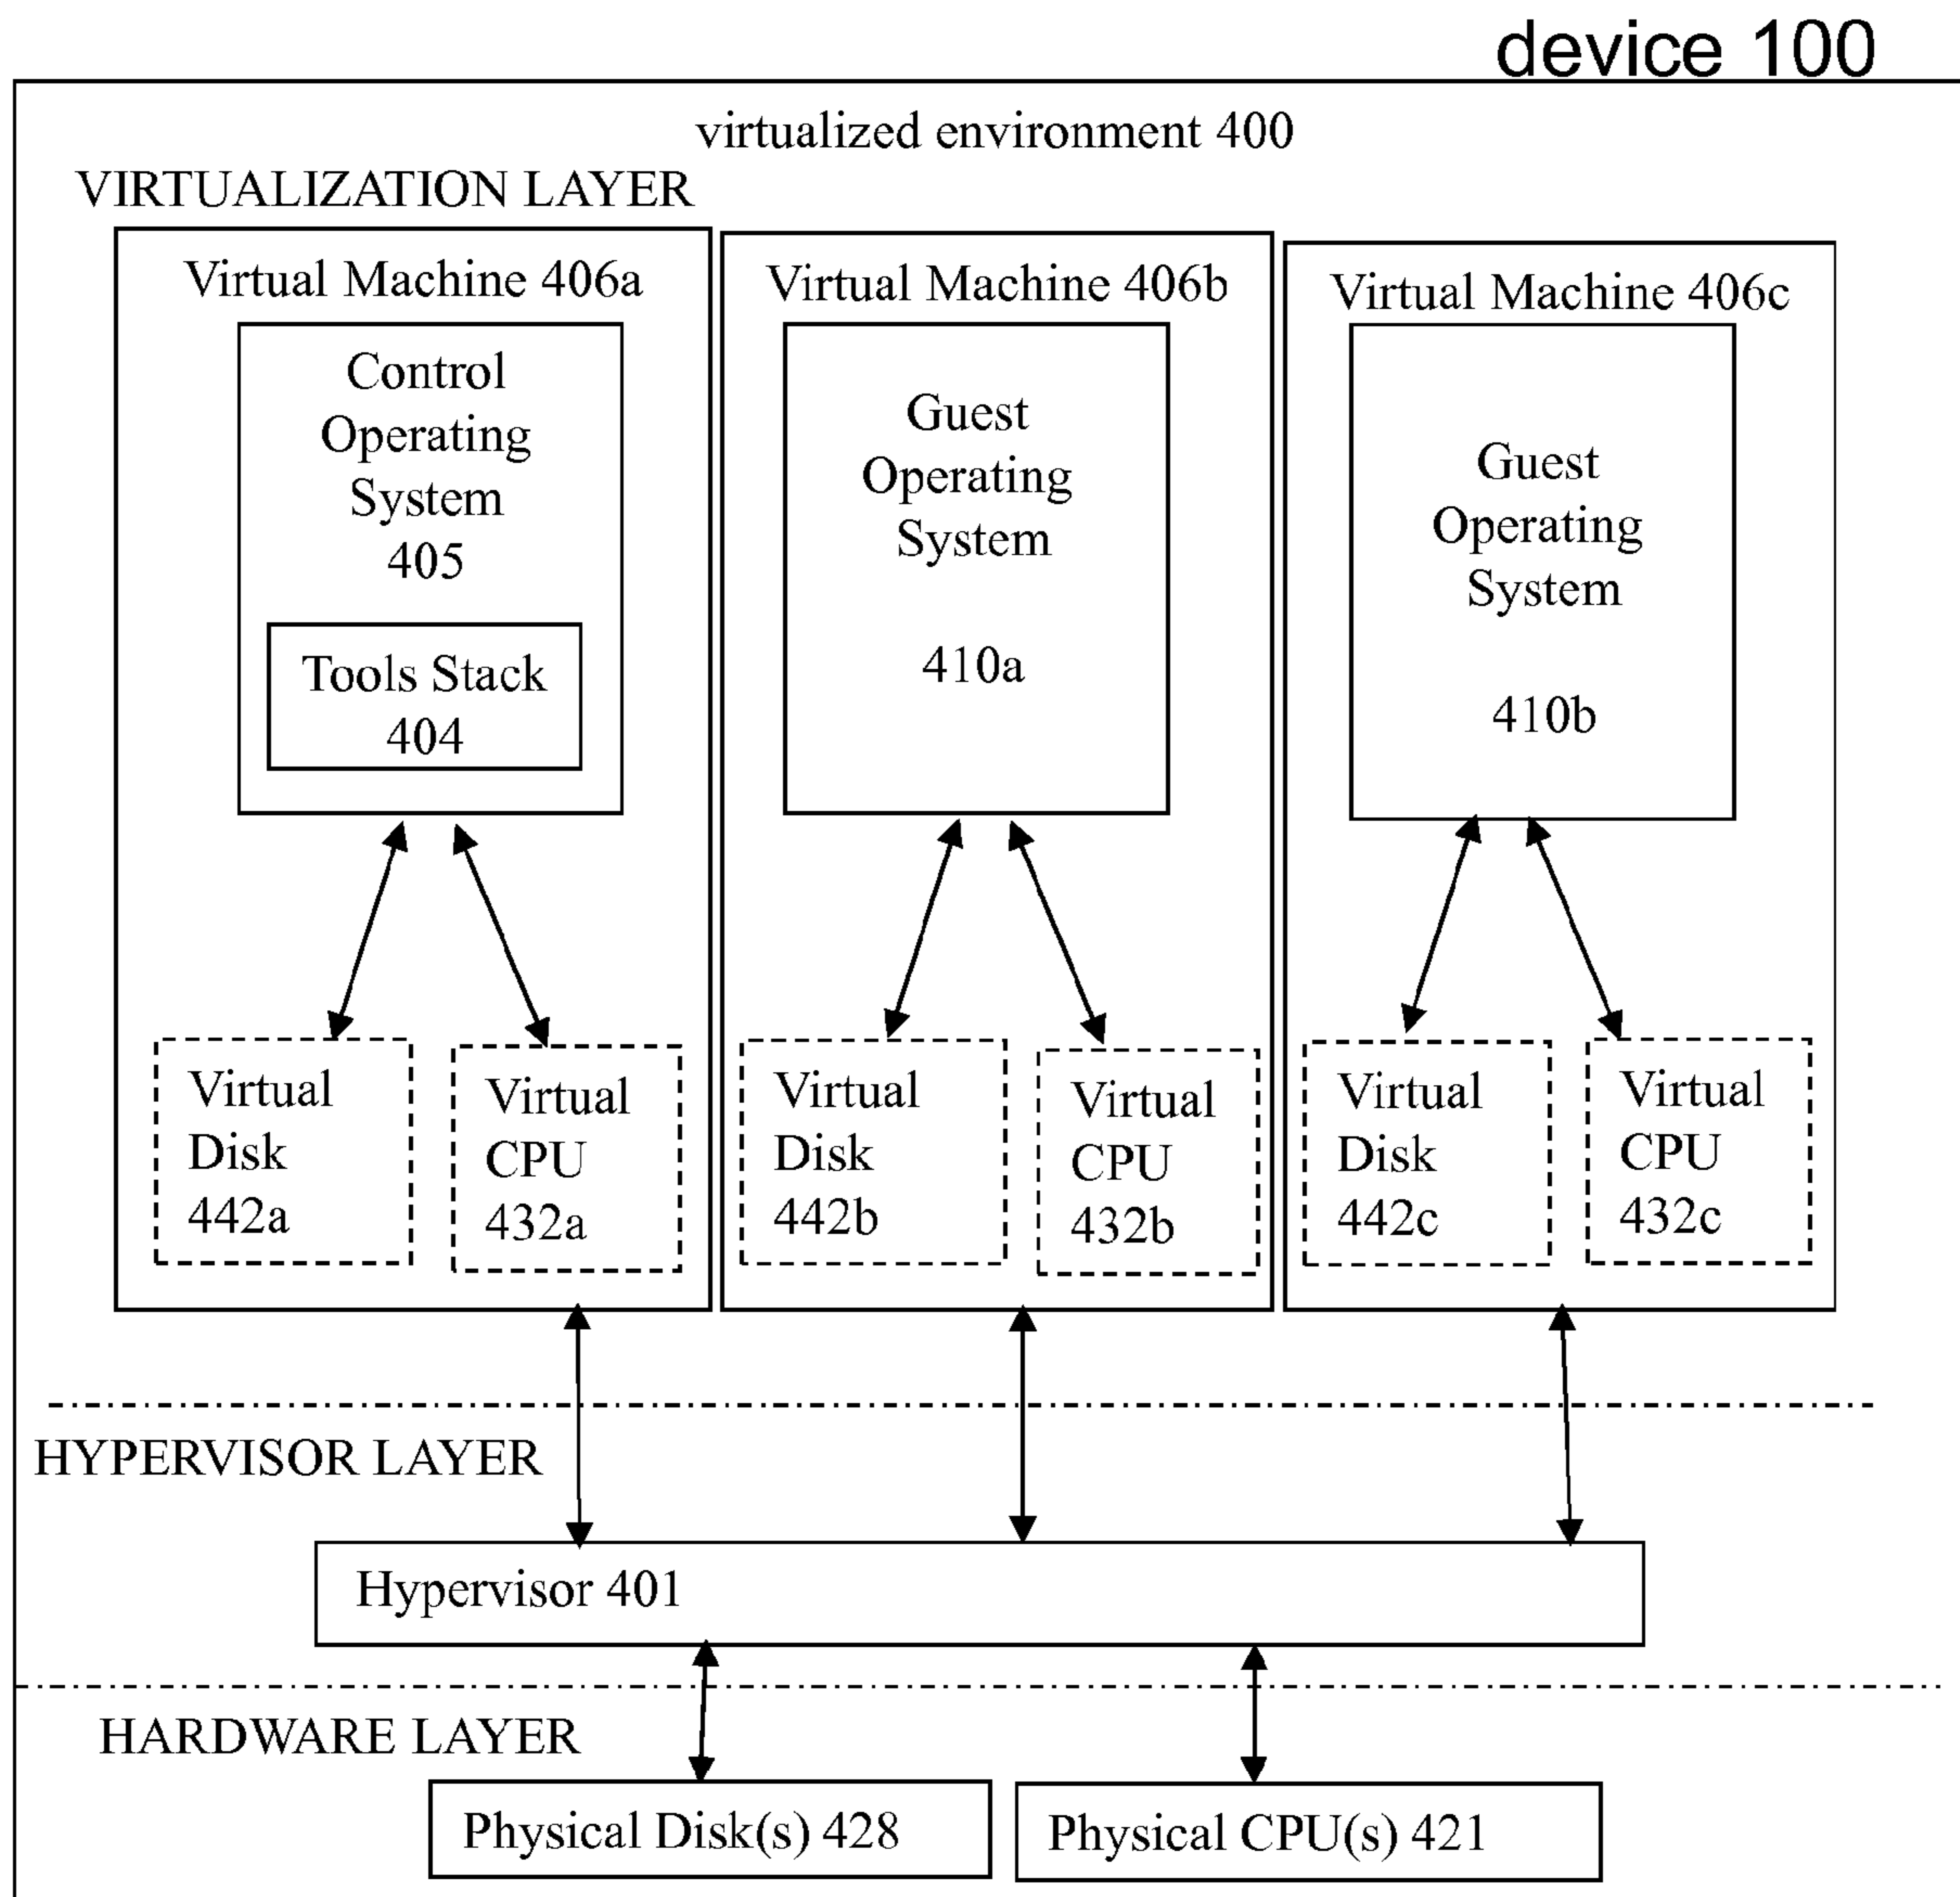 device 100
virtualized environment 400
VIRTUALIZATION LAYER
Virtual Machine 406a
Control
Operating
System
405
Tools Stack
404
Virtual
Disk
442a
Virtual
CPU
432a
Virtual Machine 406b
Guest
Operating
System
410a
Virtual
Disk
442b
Virtual
CPU
432b
Virtual Machine 406c
Guest
Operating
System
410b
Virtual
Disk
442c
Virtual
CPU
432c
HYPERVISOR LAYER
Hypervisor 401
HARDWARE LAYER
Physical Disk(s) 428
Physical CPU(s) 421